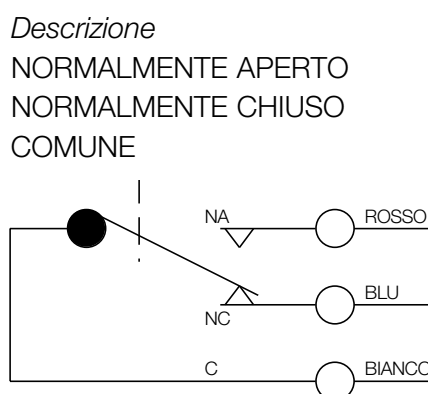 Descrizione
NORMALMENTE APERTO
NORMALMENTE CHIUSO
COMUNE
NA ROSSO
BLU
NC
C BIANCO